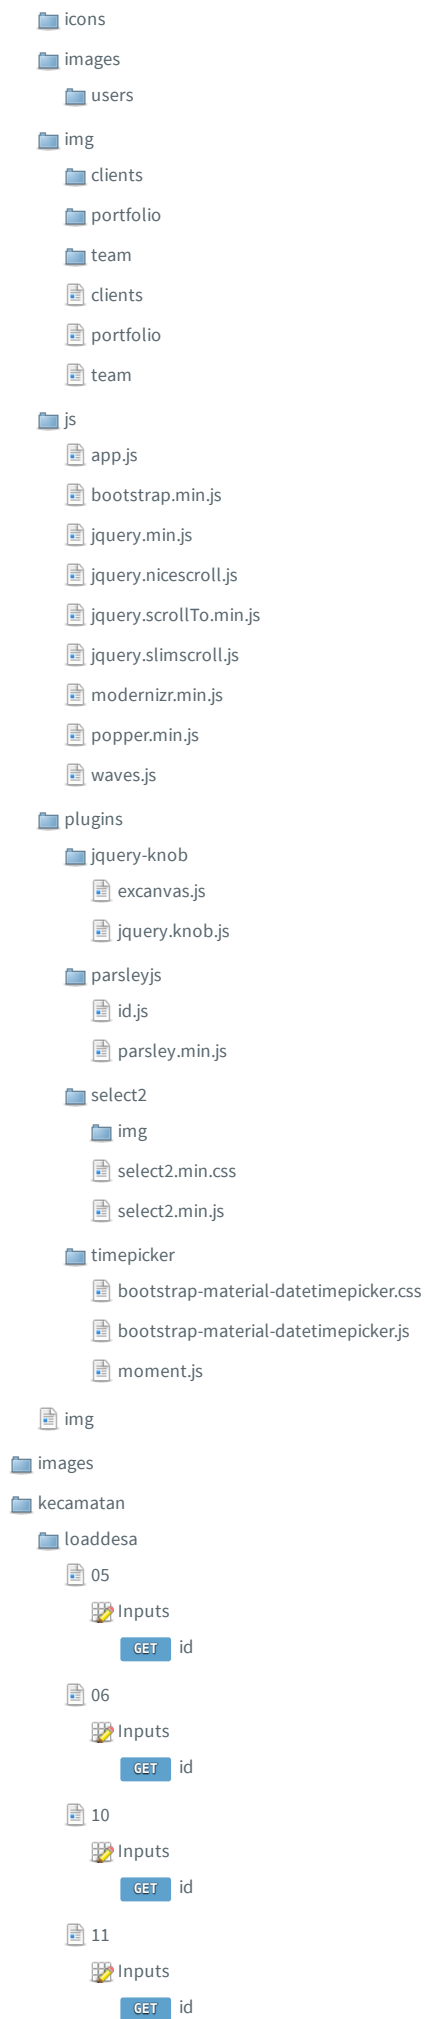 icons
images
users
img
clients
portfolio
team
clients
portfolio
team
js
app.js
bootstrap.min.js
jquery.min.js
jquery.nicescroll.js
jquery.scrollTo.min.js
jquery.slimscroll.js
modernizr.min.js
popper.min.js
waves.js
plugins
jquery-knob
excanvas.js
jquery.knob.js
parsleyjs
id.js
parsley.min.js
select2
img
select2.min.css
select2.min.js
timepicker
bootstrap-material-datetimepicker.css
bootstrap-material-datetimepicker.js
moment.js
img
images
kecamatan
loaddesa
05
Inputs
GET id
06
Inputs
GET id
10
Inputs
GET id
11
Inputs
GET id